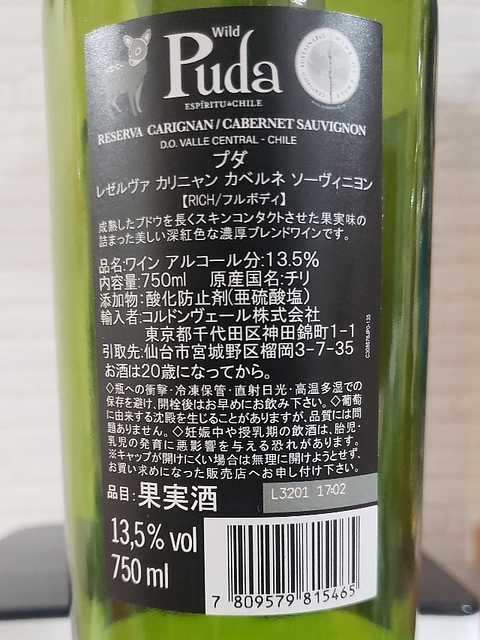 Wild
Puda
ESPÍRITU DE CHILE
RESERVA CARIGNAN / CABERNET SAUVIGNON
D.O. VALLE CENTRAL - CHILE
プダ
レゼルヴァ カリニャン カベルネ ソーヴィニヨン
【RICH/フルボディ】
成熟したブドウを長くスキンコンタクトさせた果実味の
詰まった美しい深紅色な濃厚ブレンドワインです。
品名:ワイン アルコール分:13.5%
内容量:750ml 原産国名:チリ
添加物:酸化防止剤(亜硫酸塩)
輸入者:コルドンヴェール株式会社
東京都千代田区神田錦町1-1
引取先:仙台市宮城野区榴岡3-7-35
お酒は20歳になってから。
◇瓶への衝撃・冷凍保管・直射日光・高温多湿での
保存を避け、開栓後はお早めにお飲み下さい。◇葡萄
に由来する沈殿を生じることがありますが、品質には問
題ありません。◇妊娠中や授乳期の飲酒は、胎児・
乳児の発育に悪影響を与える恐れがあります。
※キャップが開けにくい場合は無理に開けようとせず、
お買い求めになった販売店へお申し付け下さい。
品目:果実酒
L3201 17:02
13,5% vol
750 ml
7 809579 815465